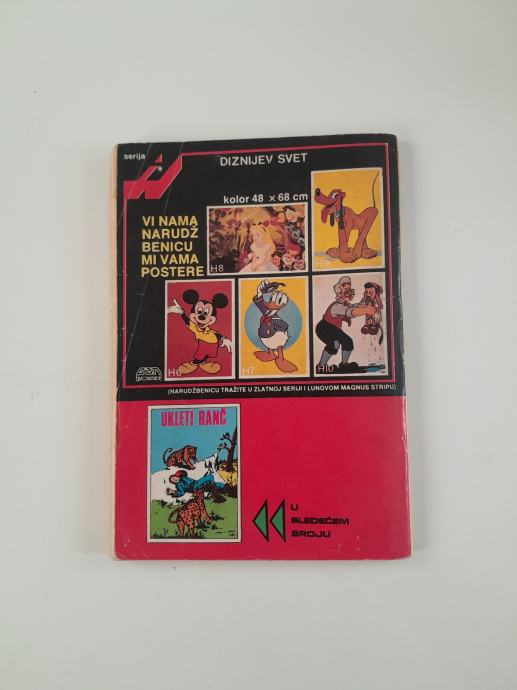 serija
DIZNIJEV SVET
kolor 48 x 68 cm
VI NAMA
NARUDŽ
BENICU
MI VAMA
POSTERE
H8
H9
H6
H7
H10
(NARUDŽBENICU TRAŽITE U ZLATNOJ SERIJI I LUNOVOM MAGNUS STRIPU)
UKLETI RANČ
U
SLEDEĆEM
BROJU